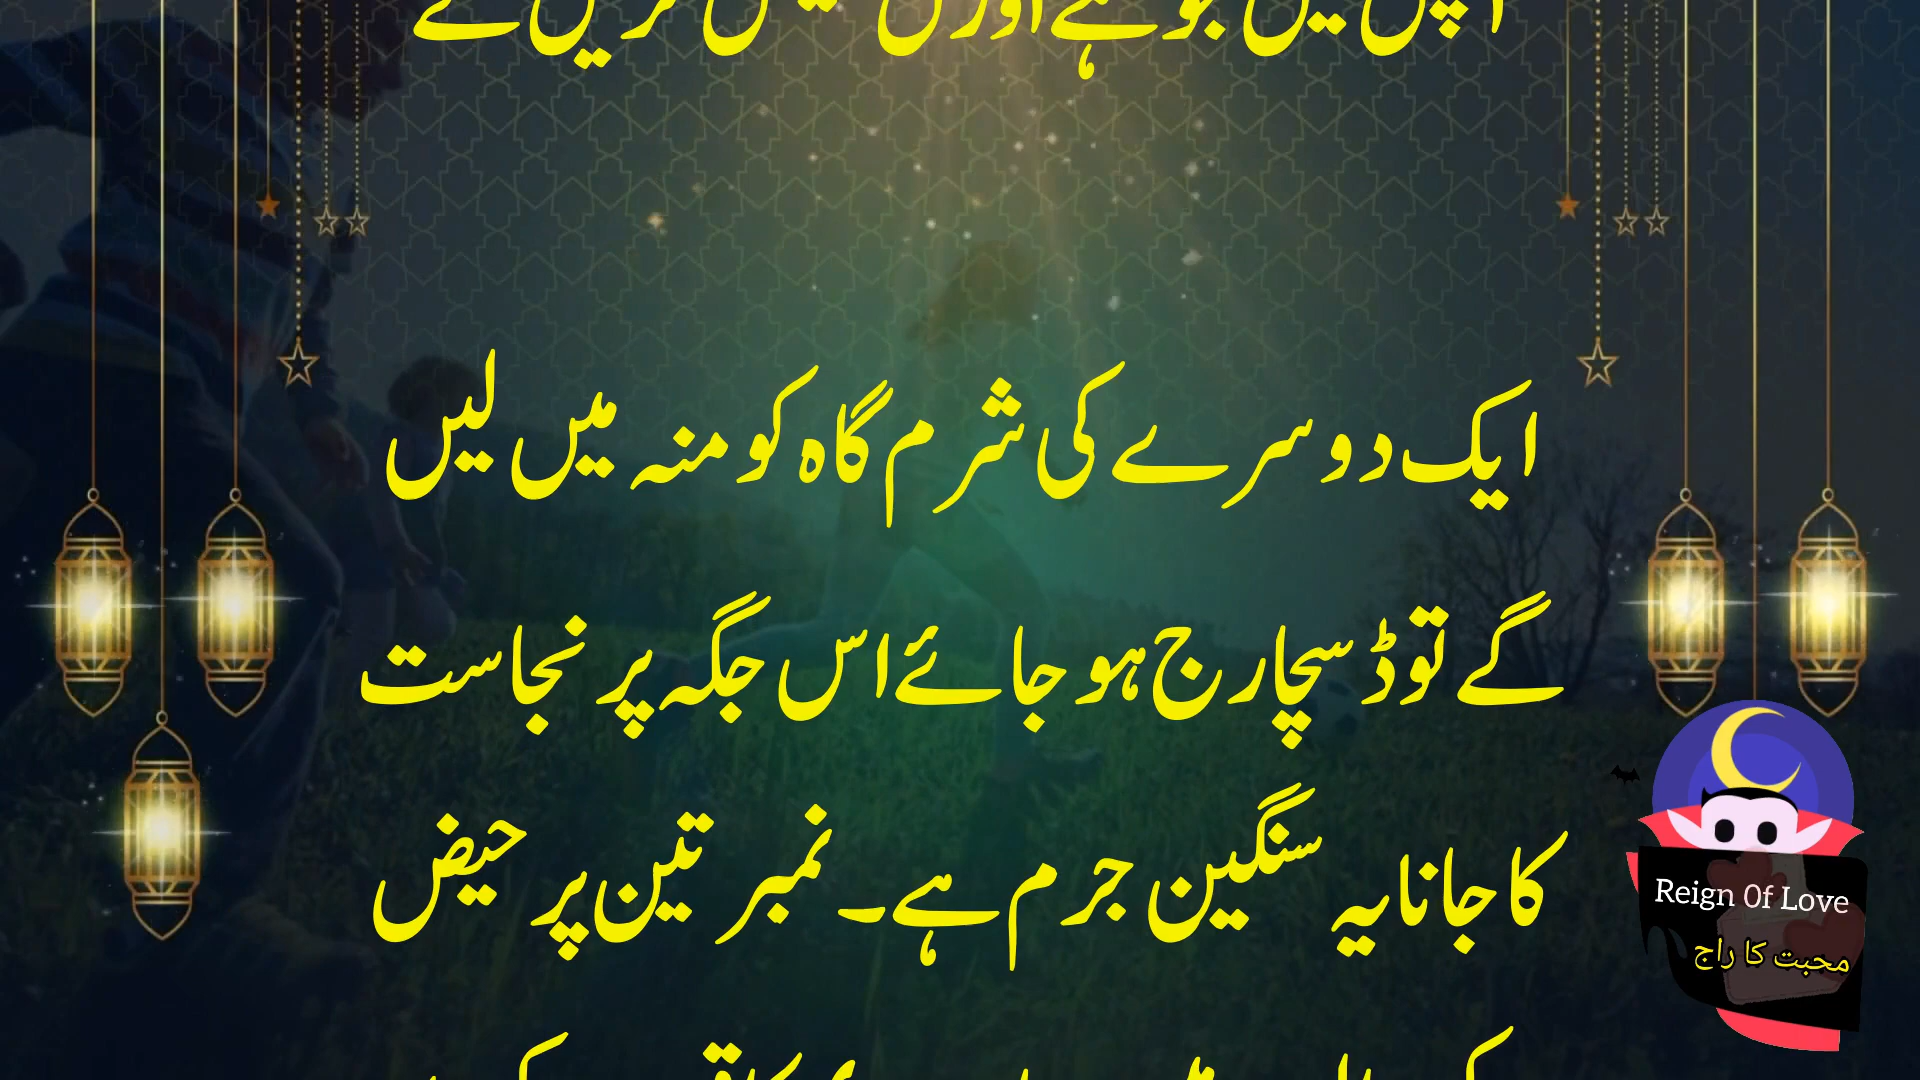 ایک دوسرے کی شرم گاہ کو منہ میں لیں
گے تو ڈسچارج ہو جائے اس جگہ پر نجاست
کا جانا یہ سنگین جرم ہے۔ نمبر تین پر حیض
Reign Of Love
محبت کا راج